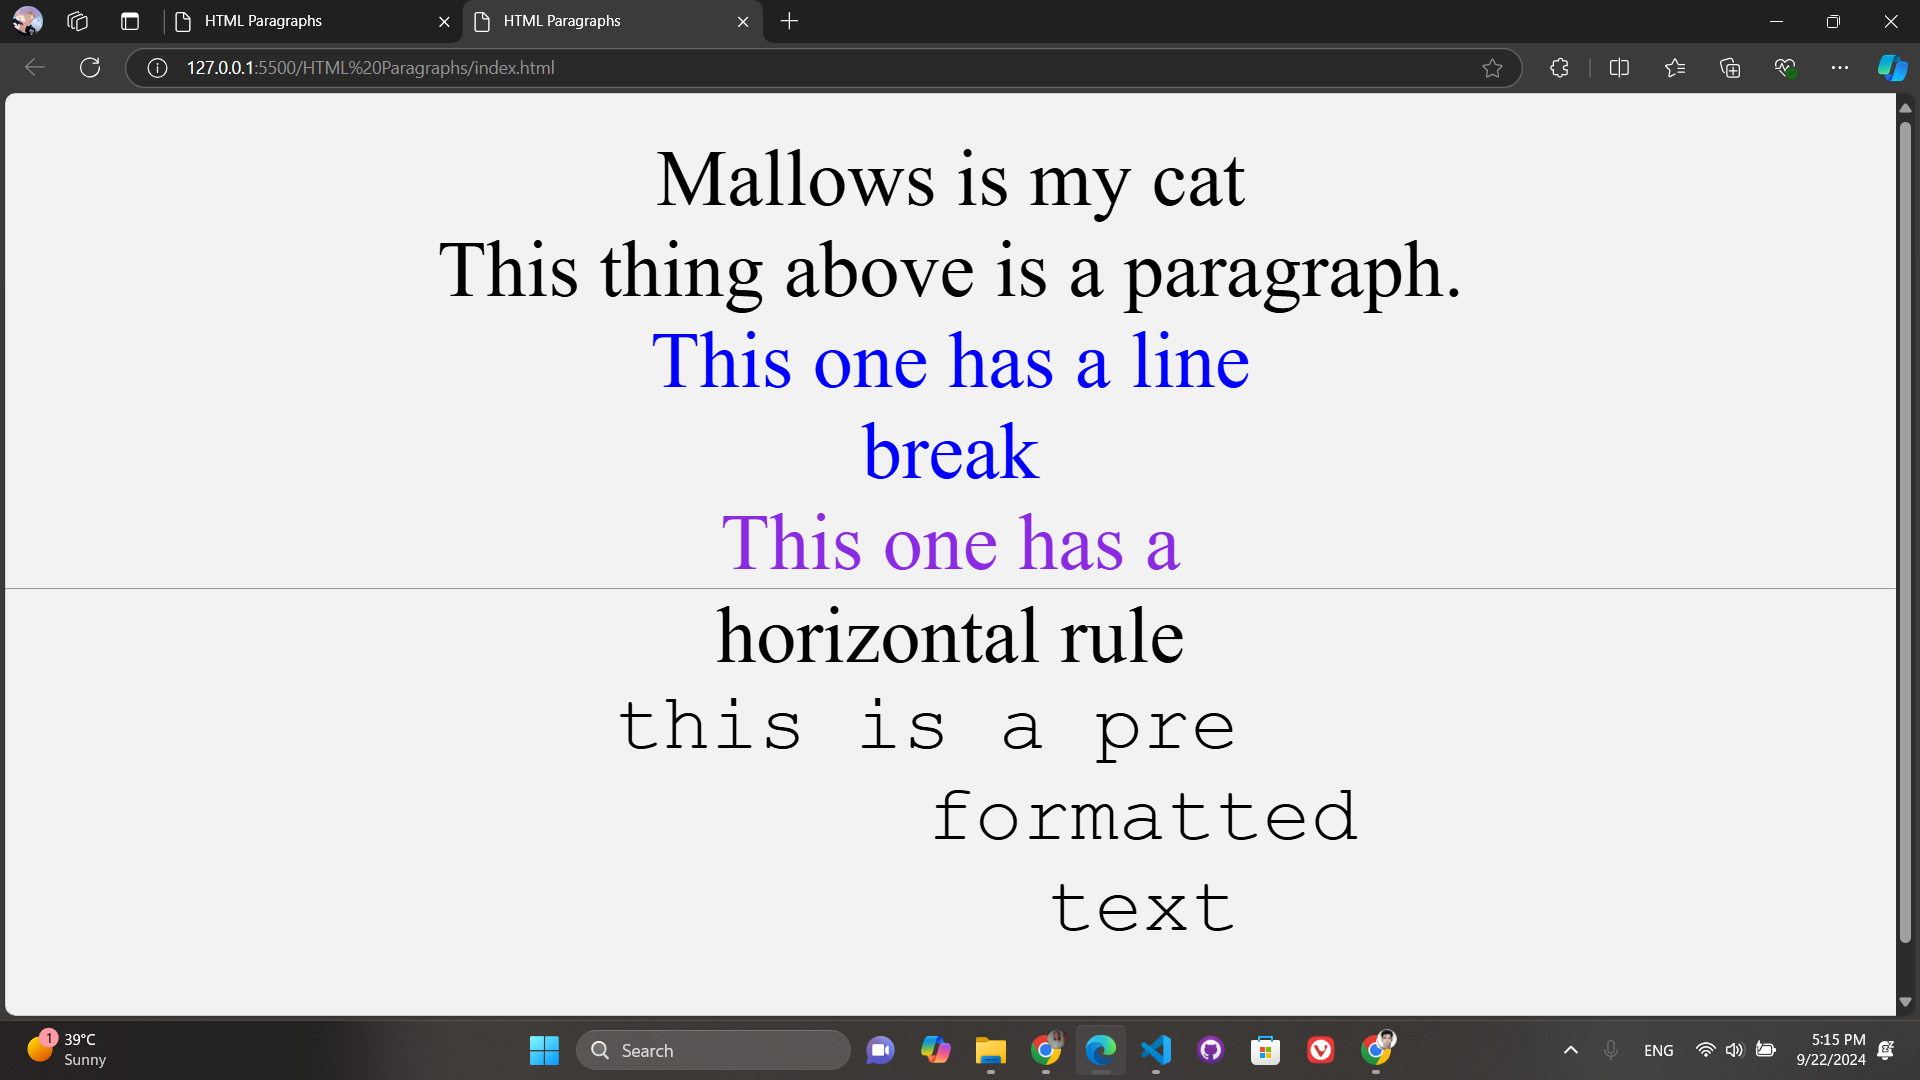 HTML Paragraphs
HTML Paragraphs
127.0.0.1:5500/HTML%20Paragraphs/index.html
Mallows is my cat
This thing above is a paragraph.
This one has a line
break
This one has a
horizontal rule
this is a pre
formatted
text
1
39°C
Sunny
Search
ENG
5:15 PM
9/22/2024